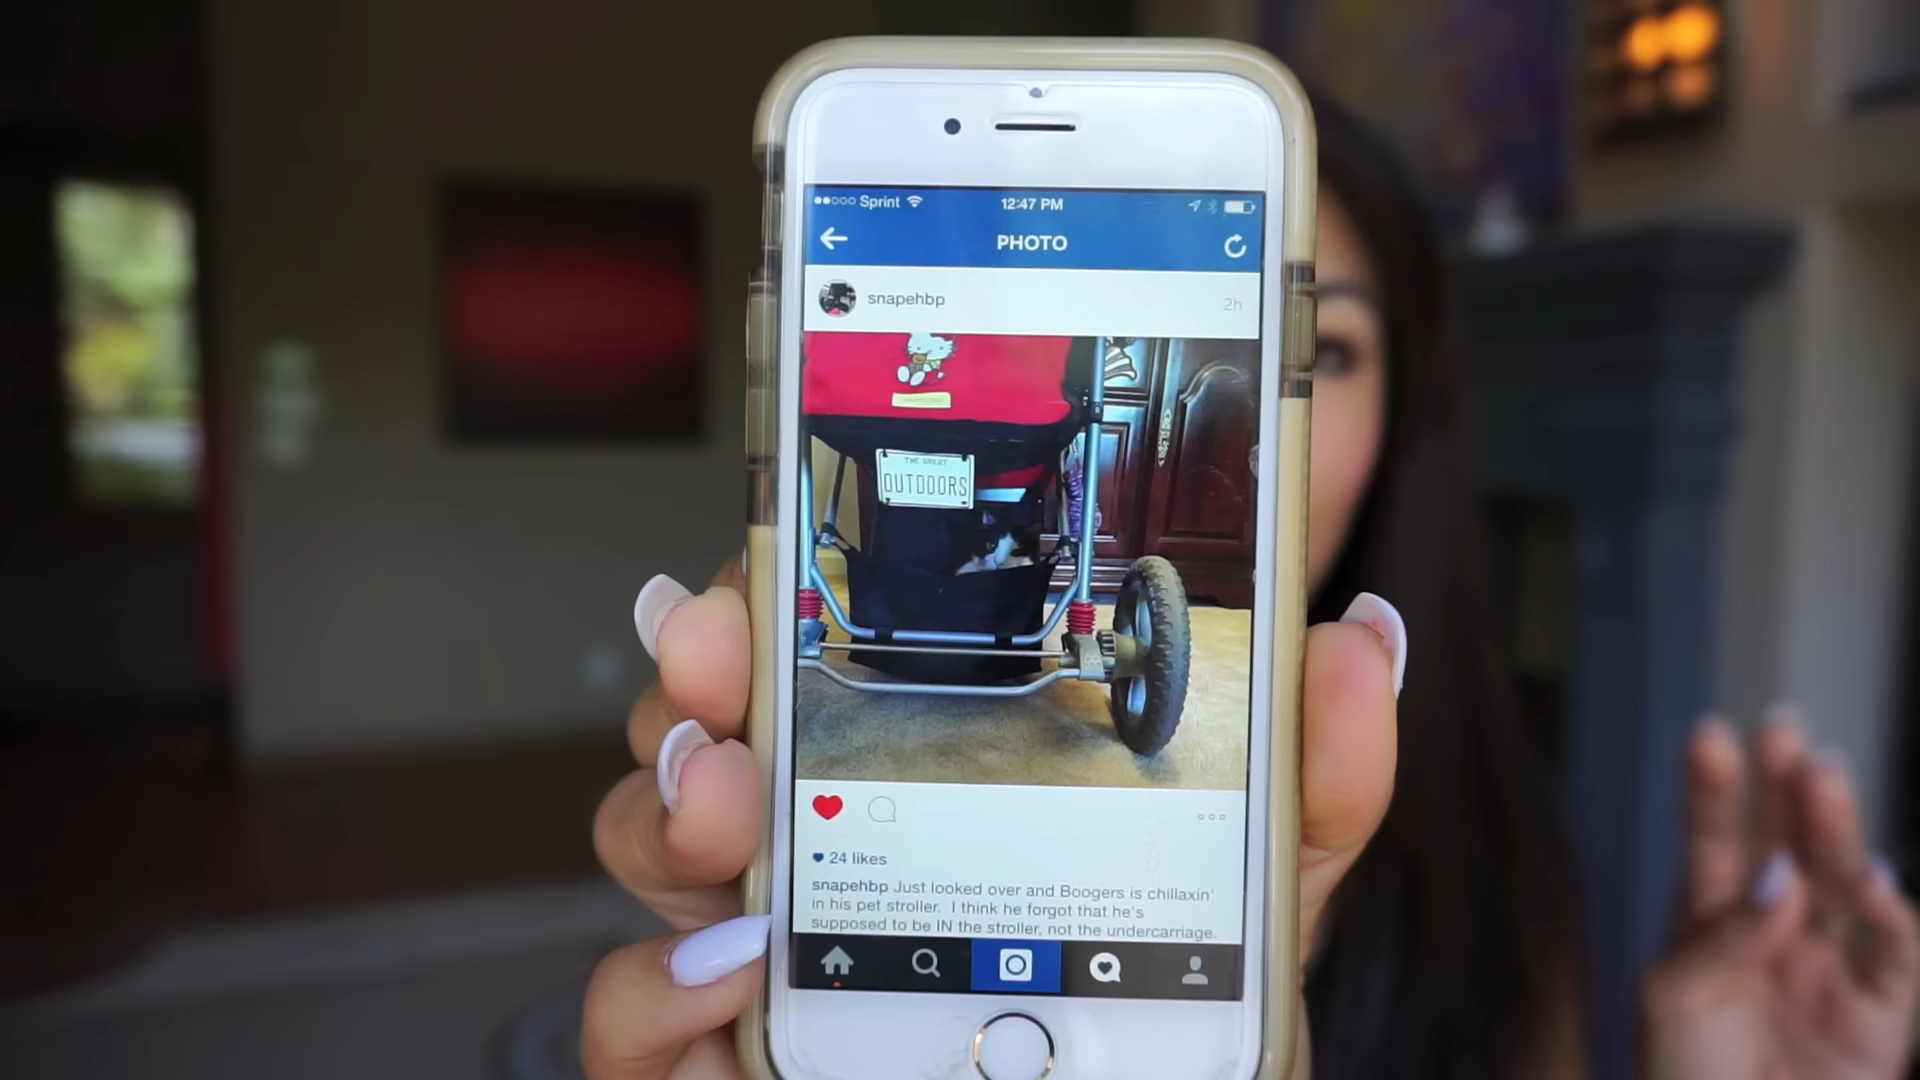 Sprint 12:47 PM
PHOTO
snapehbp 2h
THE GREAT
OUTDOORS
24 likes
snapehbp Just looked over and Boogers is chillaxin'
in his pet stroller. I think he forgot that he's
supposed to be IN the stroller, not the undercarriage.